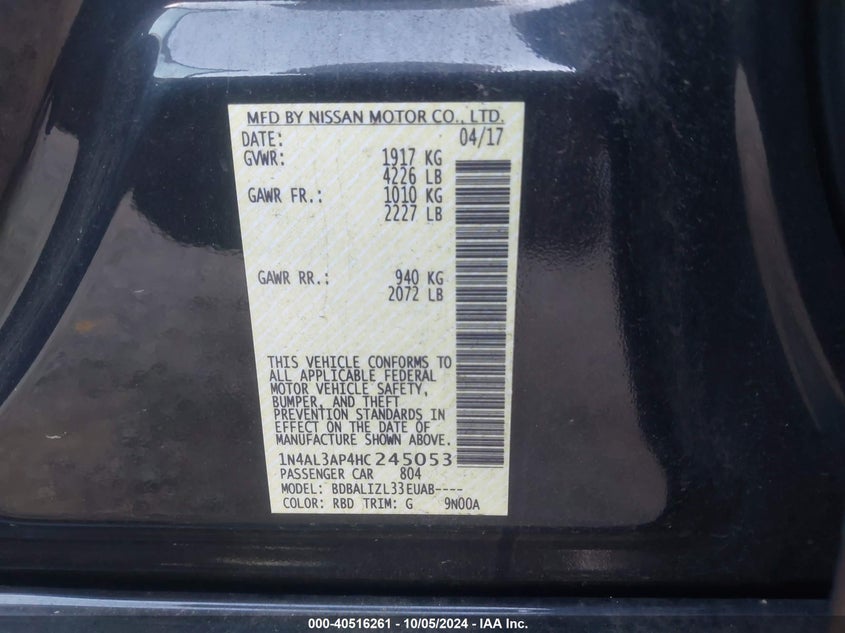 MFD BY NISSAN MOTOR CO., LTD.
DATE: 04/17
GVWR: 1917 KG
4226 LB
GAWR FR.: 1010 KG
2227 LB
GAWR RR.: 940 KG
2072 LB
THIS VEHICLE CONFORMS TO
ALL APPLICABLE FEDERAL
MOTOR VEHICLE SAFETY,
BUMPER, AND THEFT
PREVENTION STANDARDS IN
EFFECT ON THE DATE OF
MANUFACTURE SHOWN ABOVE.
1N4AL3AP4HC245053
PASSENGER CAR 804
MODEL: BDBALIZL33EUAB----
COLOR: RBD TRIM: G 9N00A
000-40516261 - 10/05/2024 - IAA Inc.